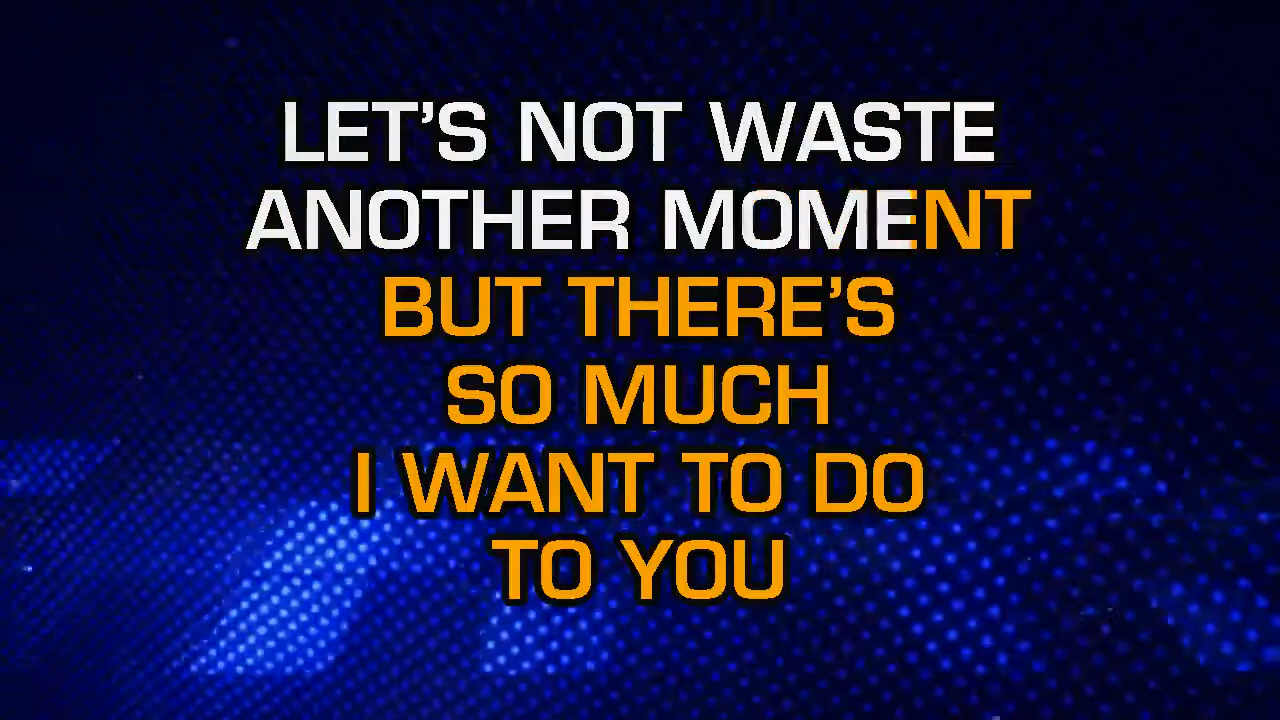 LET’S NOT WASTE
ANOTHER MOMENT
BUT THERE’S
SO MUCH
I WANT TO DO
TO YOU